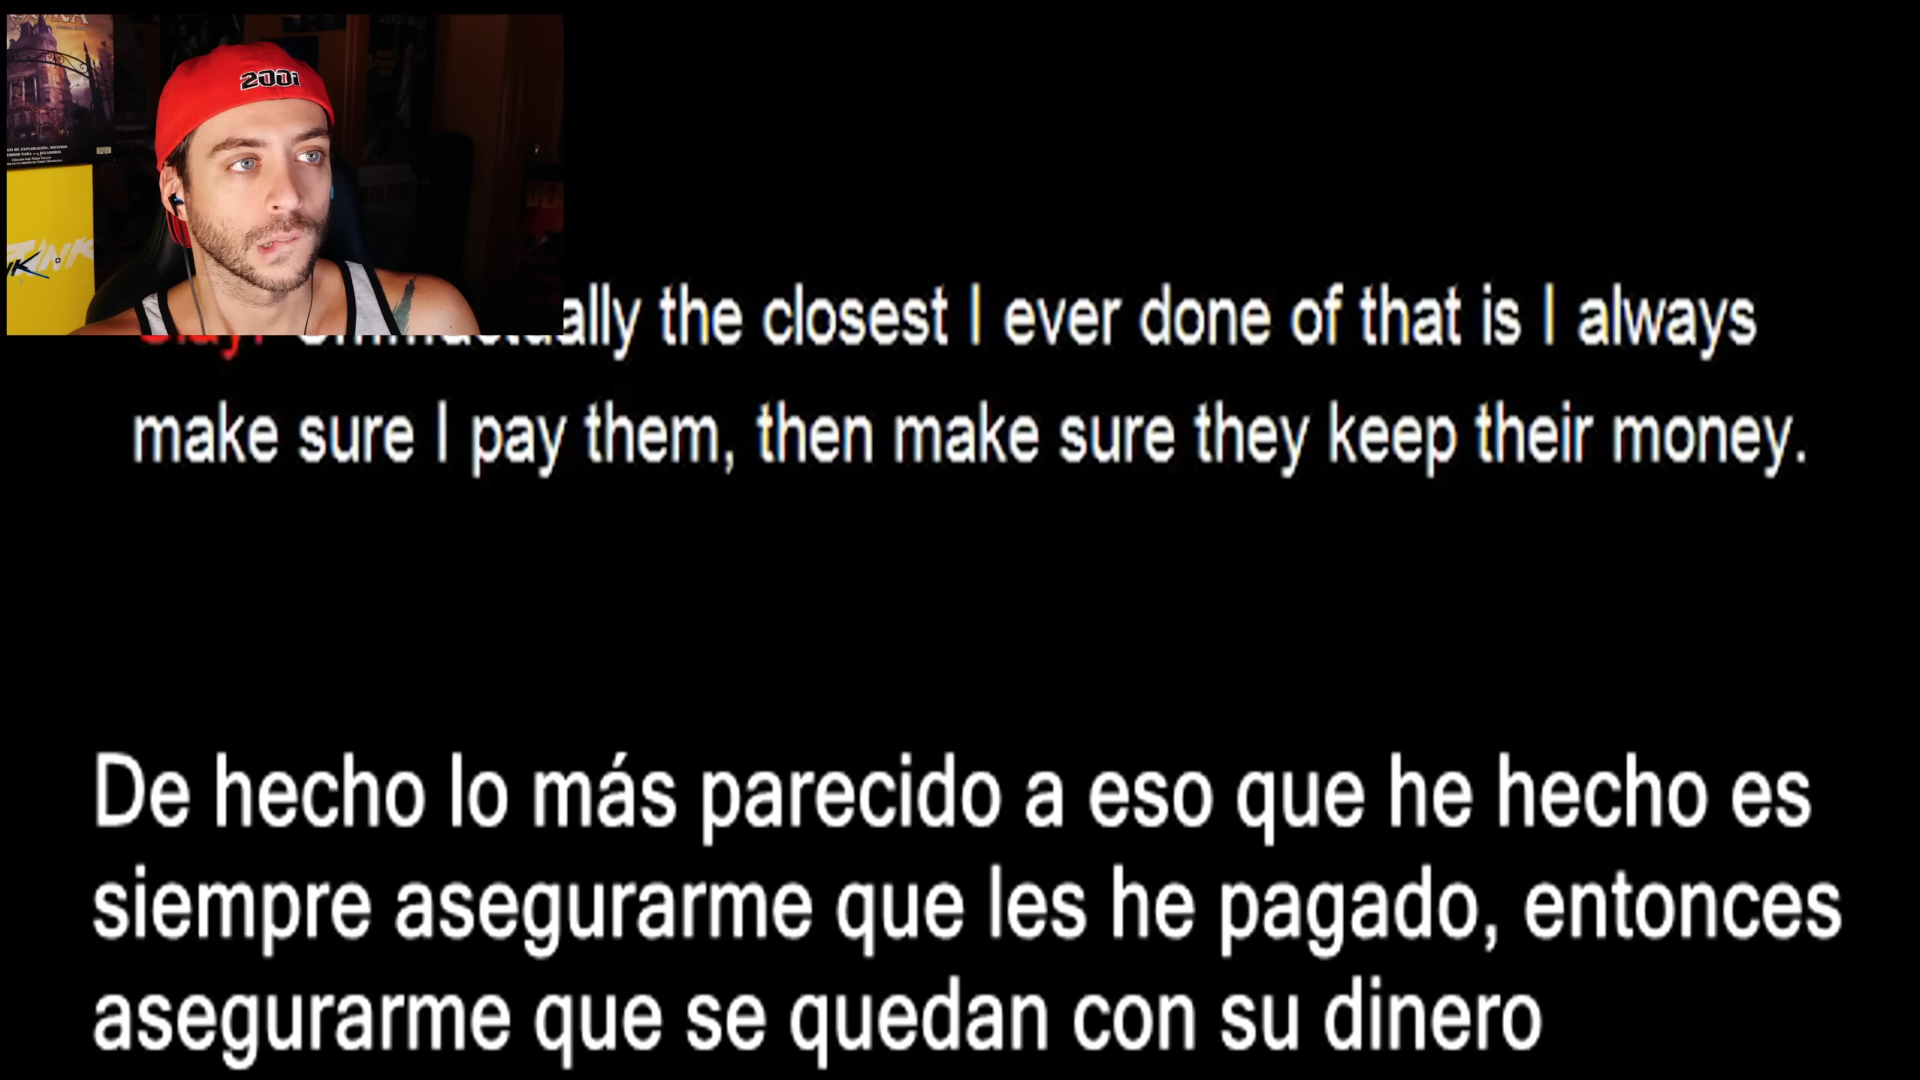 2001
ally the closest I ever done of that is I always
make sure I pay them, then make sure they keep their money.
De hecho lo más parecido a eso que he hecho es
siempre asegurarme que les he pagado, entonces
asegurarme que se quedan con su dinero